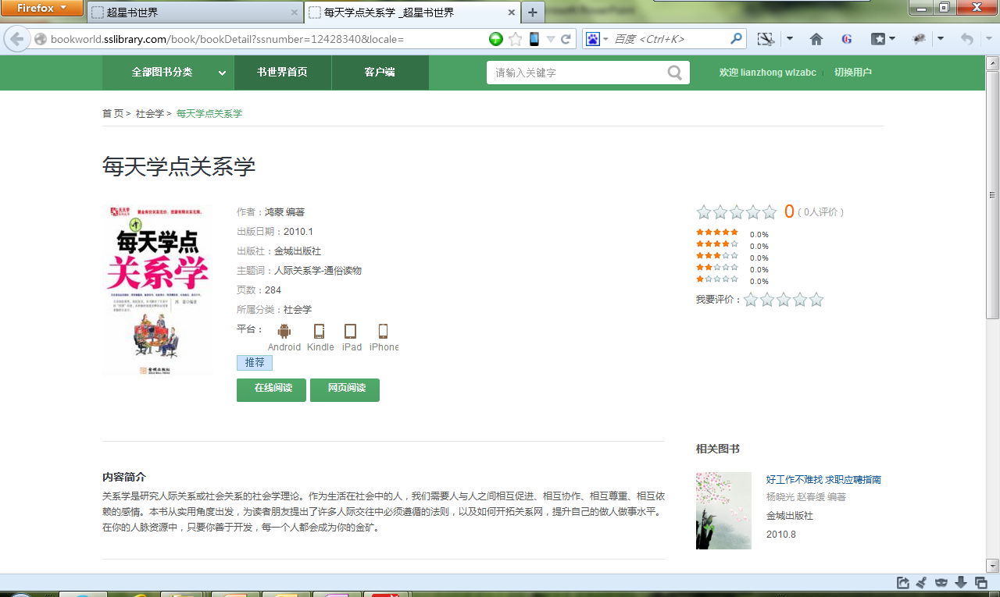 Firefox
超星书世界
每天学点关系学 _超星书世界
bookworld.sslibrary.com/book/bookDetail?ssnumber=12428340&locale=
百度 <Ctrl+K>
全部图书分类
书世界首页
客户端
请输入关键字
欢迎 lianzhong wlzabc
切换用户
首 页 > 社会学 > 每天学点关系学
每天学点关系学
每天学点
关系学
作者：鸿蒙 编著
出版日期：2010.1
出版社：金城出版社
主题词：人际关系学-通俗读物
页数：284
所属分类：社会学
平台：
Android Kindle iPad iPhone
推荐
在线阅读 网页阅读
0 ( 0人评价 )
0.0%
0.0%
0.0%
0.0%
0.0%
我要评价：
内容简介
关系学是研究人际关系或社会关系的社会学理论。作为生活在社会中的人，我们需要人与人之间相互促进、相互协作、相互尊重、相互依
赖的感情。本书从实用角度出发，为读者朋友提出了许多人际交往中必须遵循的法则，以及如何开拓关系网，提升自己的做人做事水平。
在你的人脉资源中，只要你善于开发，每一个人都会成为你的金矿。
相关图书
好工作不难找 求职应聘指南
杨晓光 赵春缓 编著
金城出版社
2010.8